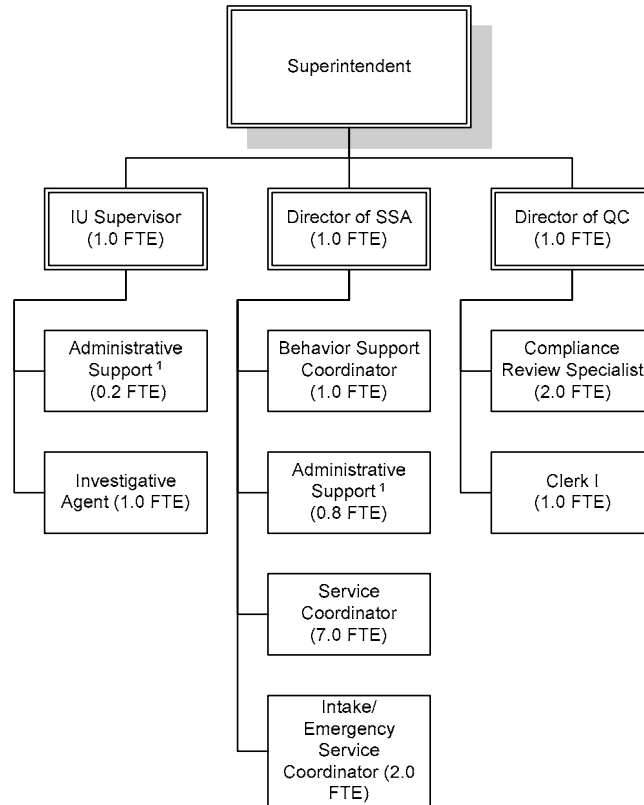 Superintendent
IU Supervisor
(1.0 FTE)
Director of SSA
(1.0 FTE)
Director of QC
(1.0 FTE)
Administrative
Support ¹
(0.2 FTE)
Investigative
Agent (1.0 FTE)
Behavior Support
Coordinator
(1.0 FTE)
Administrative
Support ¹
(0.8 FTE)
Service
Coordinator
(7.0 FTE)
Intake/
Emergency
Service
Coordinator (2.0
FTE)
Compliance
Review Specialist
(2.0 FTE)
Clerk I
(1.0 FTE)